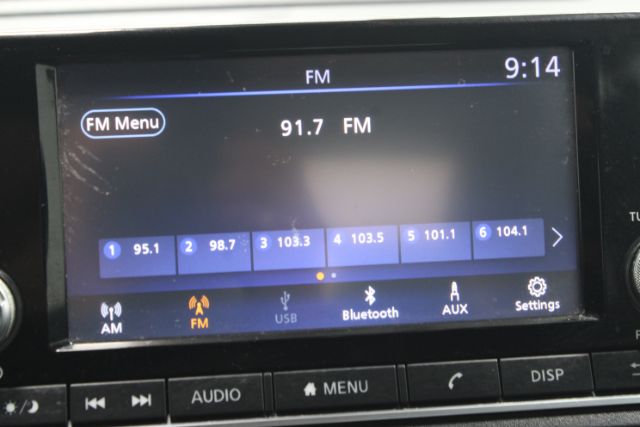 FM
9:14
FM Menu
91.7 FM
1 95.1 2 98.7 3 103.3 4 103.5 5 101.1 6 104.1
AM FM USB Bluetooth AUX Settings
AUDIO MENU DISP